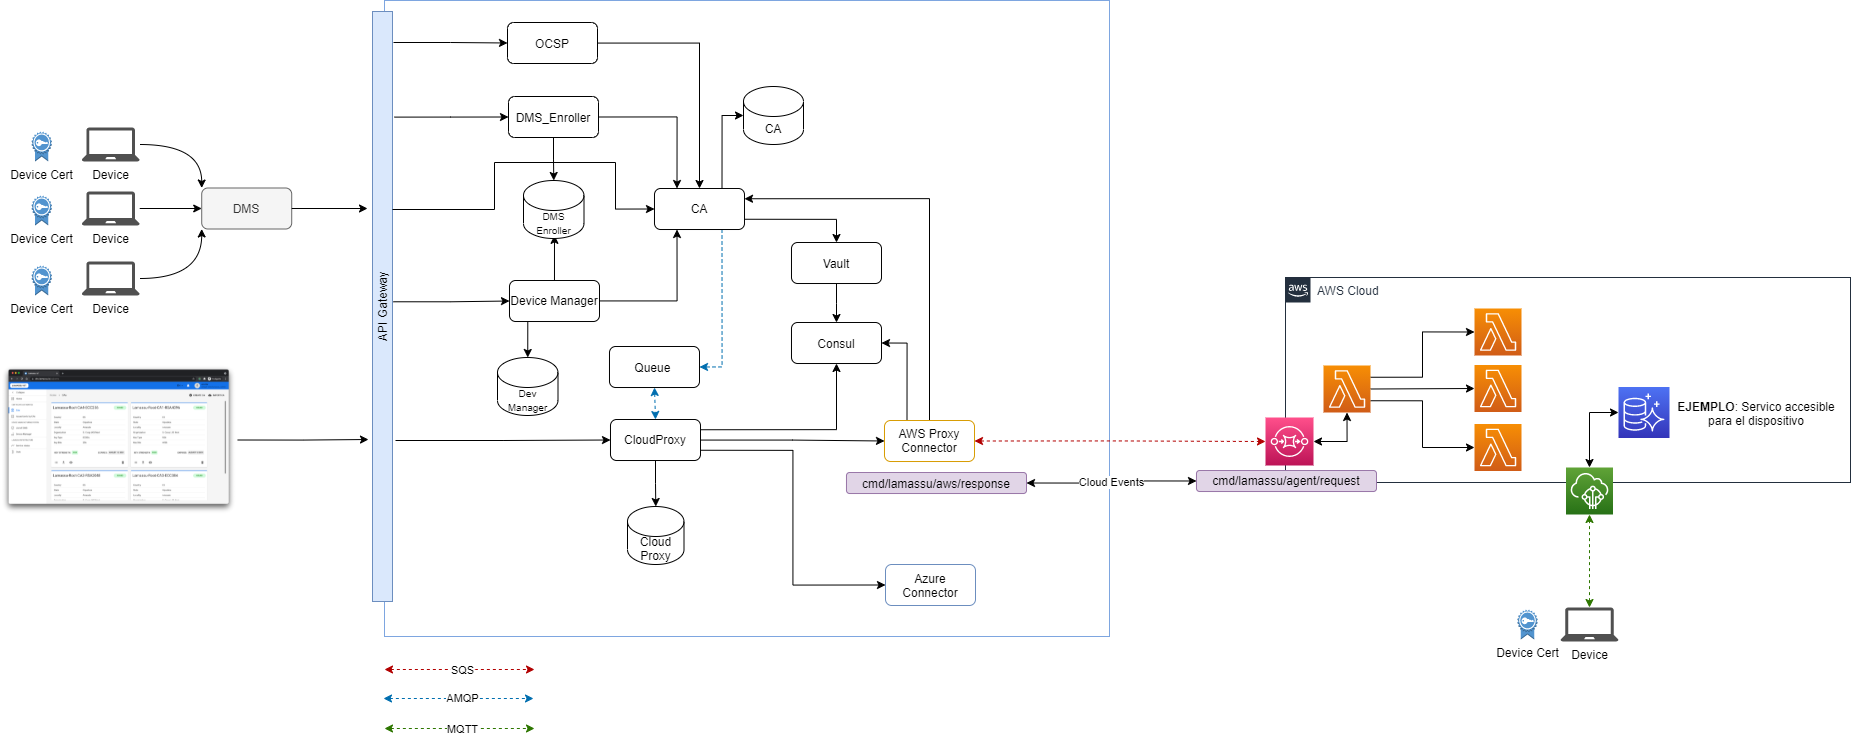 OCSP
DMS_Enroller
CA
Device Cert
Device
Device Cert
Device
Device Cert
Device
DMS
API Gateway
DMS
Enroller
CA
Vault
Device Manager
Consul
Queue
Dev
Manager
CloudProxy
AWS Proxy
Connector
cmd/lamassu/aws/response
Cloud Events
cmd/lamassu/agent/request
Cloud
Proxy
Azure
Connector
aws
AWS Cloud
EJEMPLO: Servico accesible
para el dispositivo
Device Cert
Device
SQS
AMQP
MQTT